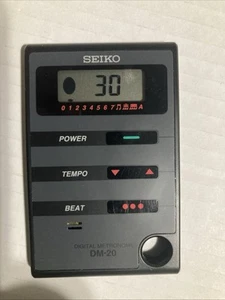 SEIKO
30
0 1 2 3 4 5 6 7 A
POWER
TEMPO
BEAT
DIGITAL METRONOME
DM-20